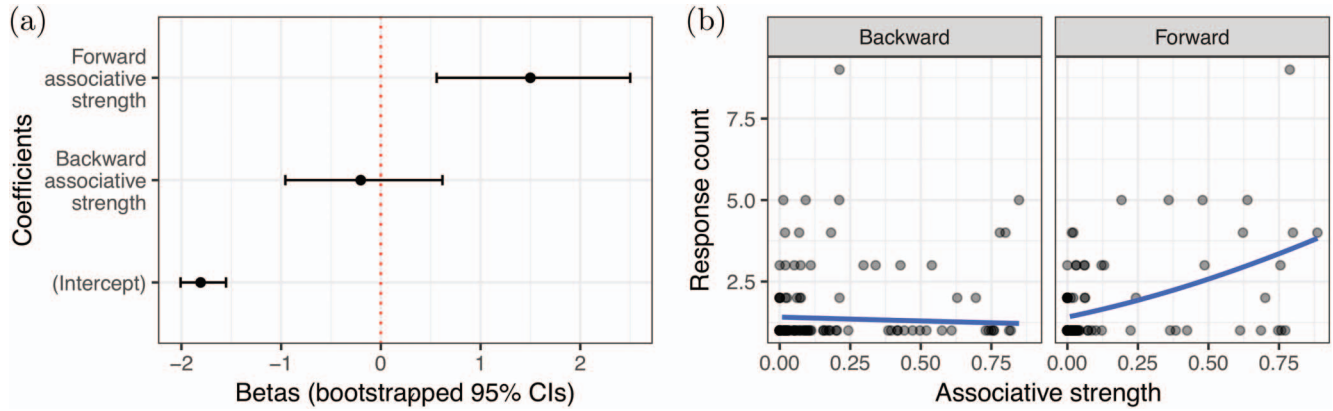 (a)
Forward
associative
strength
Backward
associative
strength
(Intercept)
Coefficients
−2 −1 0 1 2
Betas (bootstrapped 95% CIs)
(b)
Backward Forward
7.5
5.0
2.5
Response count
0.00 0.25 0.50 0.75 0.00 0.25 0.50 0.75
Associative strength